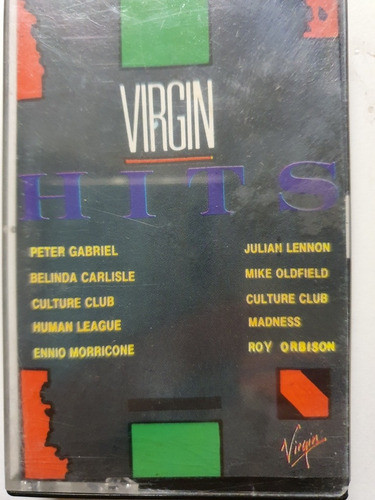 VIRGIN
HITS
PETER GABRIEL
BELINDA CARLISLE
CULTURE CLUB
HUMAN LEAGUE
ENNIO MORRICONE
JULIAN LENNON
MIKE OLDFIELD
CULTURE CLUB
MADNESS
ROY ORBISON
Virgin